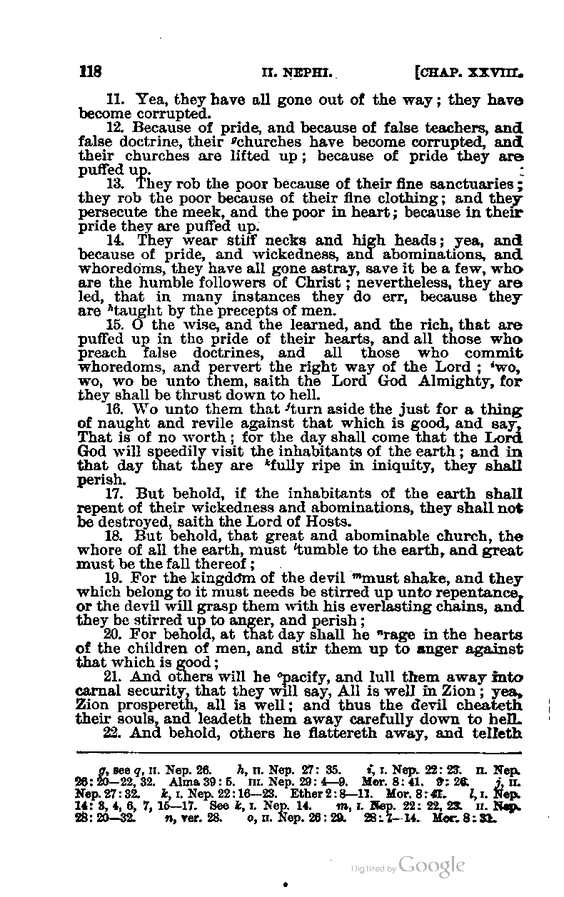 118 II. NEPHI. [CHAP. XXVIII.
11. Yea, they have all gone out of the way; they have
become corrupted.
12. Because of pride, and because of false teachers, and
false doctrine, their ᵍchurches have become corrupted, and
their churches are lifted up; because of pride they are
puffed up.
13. They rob the poor because of their fine sanctuaries;
they rob the poor because of their fine clothing; and they
persecute the meek, and the poor in heart; because in their
pride they are puffed up.
14. They wear stiff necks and high heads; yea, and
because of pride, and wickedness, and abominations, and
whoredoms, they have all gone astray, save it be a few, who
are the humble followers of Christ; nevertheless, they are
led, that in many instances they do err, because they
are ʰtaught by the precepts of men.
15. O the wise, and the learned, and the rich, that are
puffed up in the pride of their hearts, and all those who
preach false doctrines, and all those who commit
whoredoms, and pervert the right way of the Lord; ⁱwo,
wo, wo be unto them, saith the Lord God Almighty, for
they shall be thrust down to hell.
16. Wo unto them that ʲturn aside the just for a thing
of naught and revile against that which is good, and say,
That is of no worth; for the day shall come that the Lord
God will speedily visit the inhabitants of the earth; and in
that day that they are ᵏfully ripe in iniquity, they shall
perish.
17. But behold, if the inhabitants of the earth shall
repent of their wickedness and abominations, they shall not
be destroyed, saith the Lord of Hosts.
18. But behold, that great and abominable church, the
whore of all the earth, must ˡtumble to the earth, and great
must be the fall thereof;
19. For the kingdom of the devil ᵐmust shake, and they
which belong to it must needs be stirred up unto repentance,
or the devil will grasp them with his everlasting chains, and
they be stirred up to anger, and perish;
20. For behold, at that day shall he ⁿrage in the hearts
of the children of men, and stir them up to anger against
that which is good;
21. And others will he ᵒpacify, and lull them away into
carnal security, that they will say, All is well in Zion; yea,
Zion prospereth, all is well; and thus the devil cheateth
their souls, and leadeth them away carefully down to hell.
22. And behold, others he flattereth away, and telleth
g, see q, II. Nep. 26. h, II. Nep. 27: 35. i, I. Nep. 22: 23. II. Nep.
26: 20—22, 32. Alma 39: 5. III. Nep. 29: 4—9. Mor. 8: 41. 9: 26. j, II.
Nep. 27: 32. k, I. Nep. 22: 16—23. Ether 2: 8—11. Mor. 8: 41. l, I. Nep.
14: 3, 4, 6, 7, 15—17. See k, I. Nep. 14. m, I. Nep. 22: 22, 23. II. Nep.
28: 20—32. n, ver. 28. o, II. Nep. 26: 29. 28: 7—14. Mor. 8: 31.
Digitized by Google